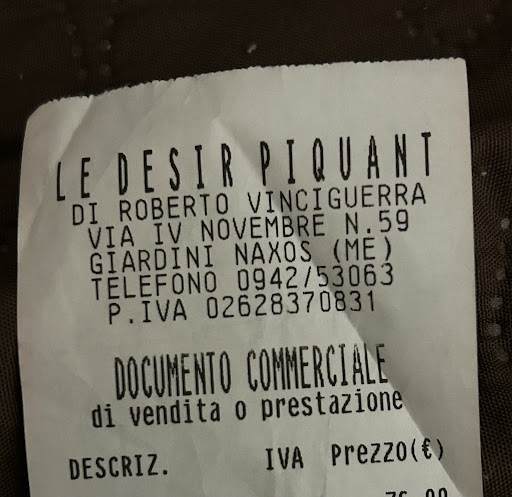 LE DESIR PIQUANT
DI ROBERTO VINCIGUERRA
VIA IV NOVEMBRE N.59
GIARDINI NAXOS (ME)
TELEFONO 0942/53063
P.IVA 02628370831
DOCUMENTO COMMERCIALE
di vendita o prestazione
DESCRIZ. IVA Prezzo(€)